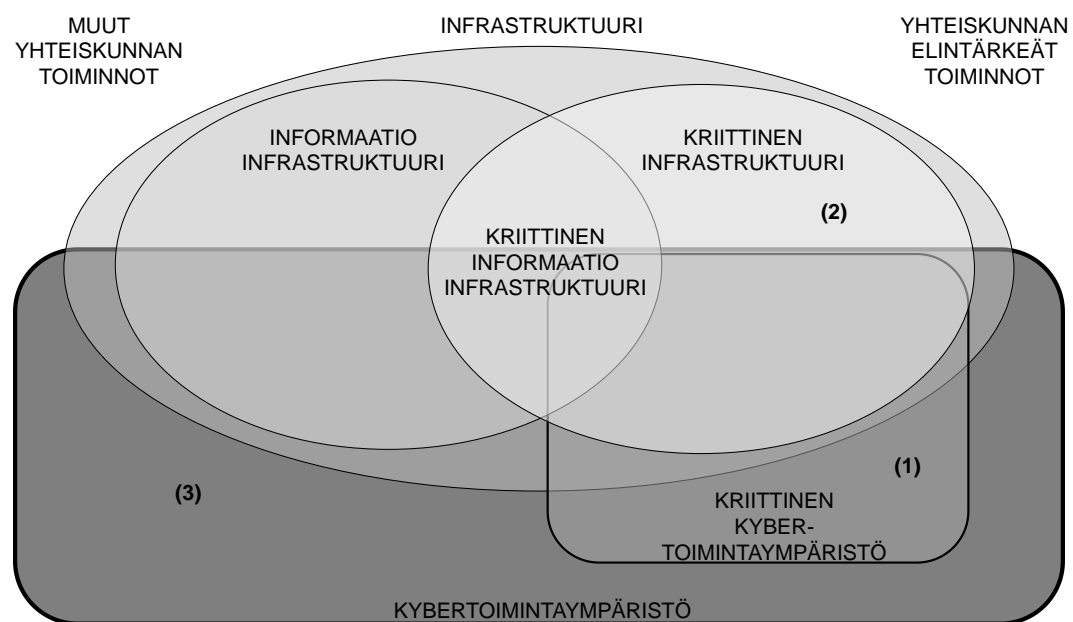 MUUT
YHTEISKUNNAN
TOIMINNOT
INFRASTRUKTUURI
YHTEISKUNNAN
ELINTÄRKEÄT
TOIMINNOT
INFORMAATIO
INFRASTRUKTUURI
KRIITTINEN
INFRASTRUKTUURI
(2)
KRIITTINEN
INFORMAATIO
INFRASTRUKTUURI
(1)
(3)
KRIITTINEN
KYBER-
TOIMINTAYMPÄRISTÖ
KYBERTOIMINTAYMPÄRISTÖ